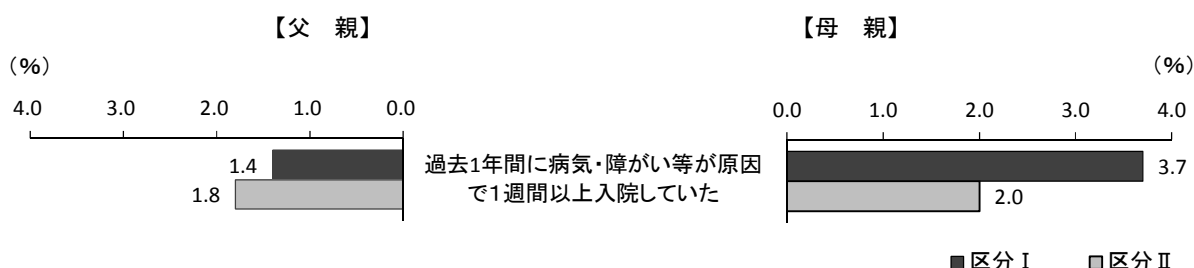 【父　親】
【母　親】
（%）
（%）
4.0 3.0 2.0 1.0 0.0
0.0 1.0 2.0 3.0 4.0
1.4
過去1年間に病気・障がい等が原因
で1週間以上入院していた
3.7
1.8
2.0
区分Ⅰ 区分Ⅱ